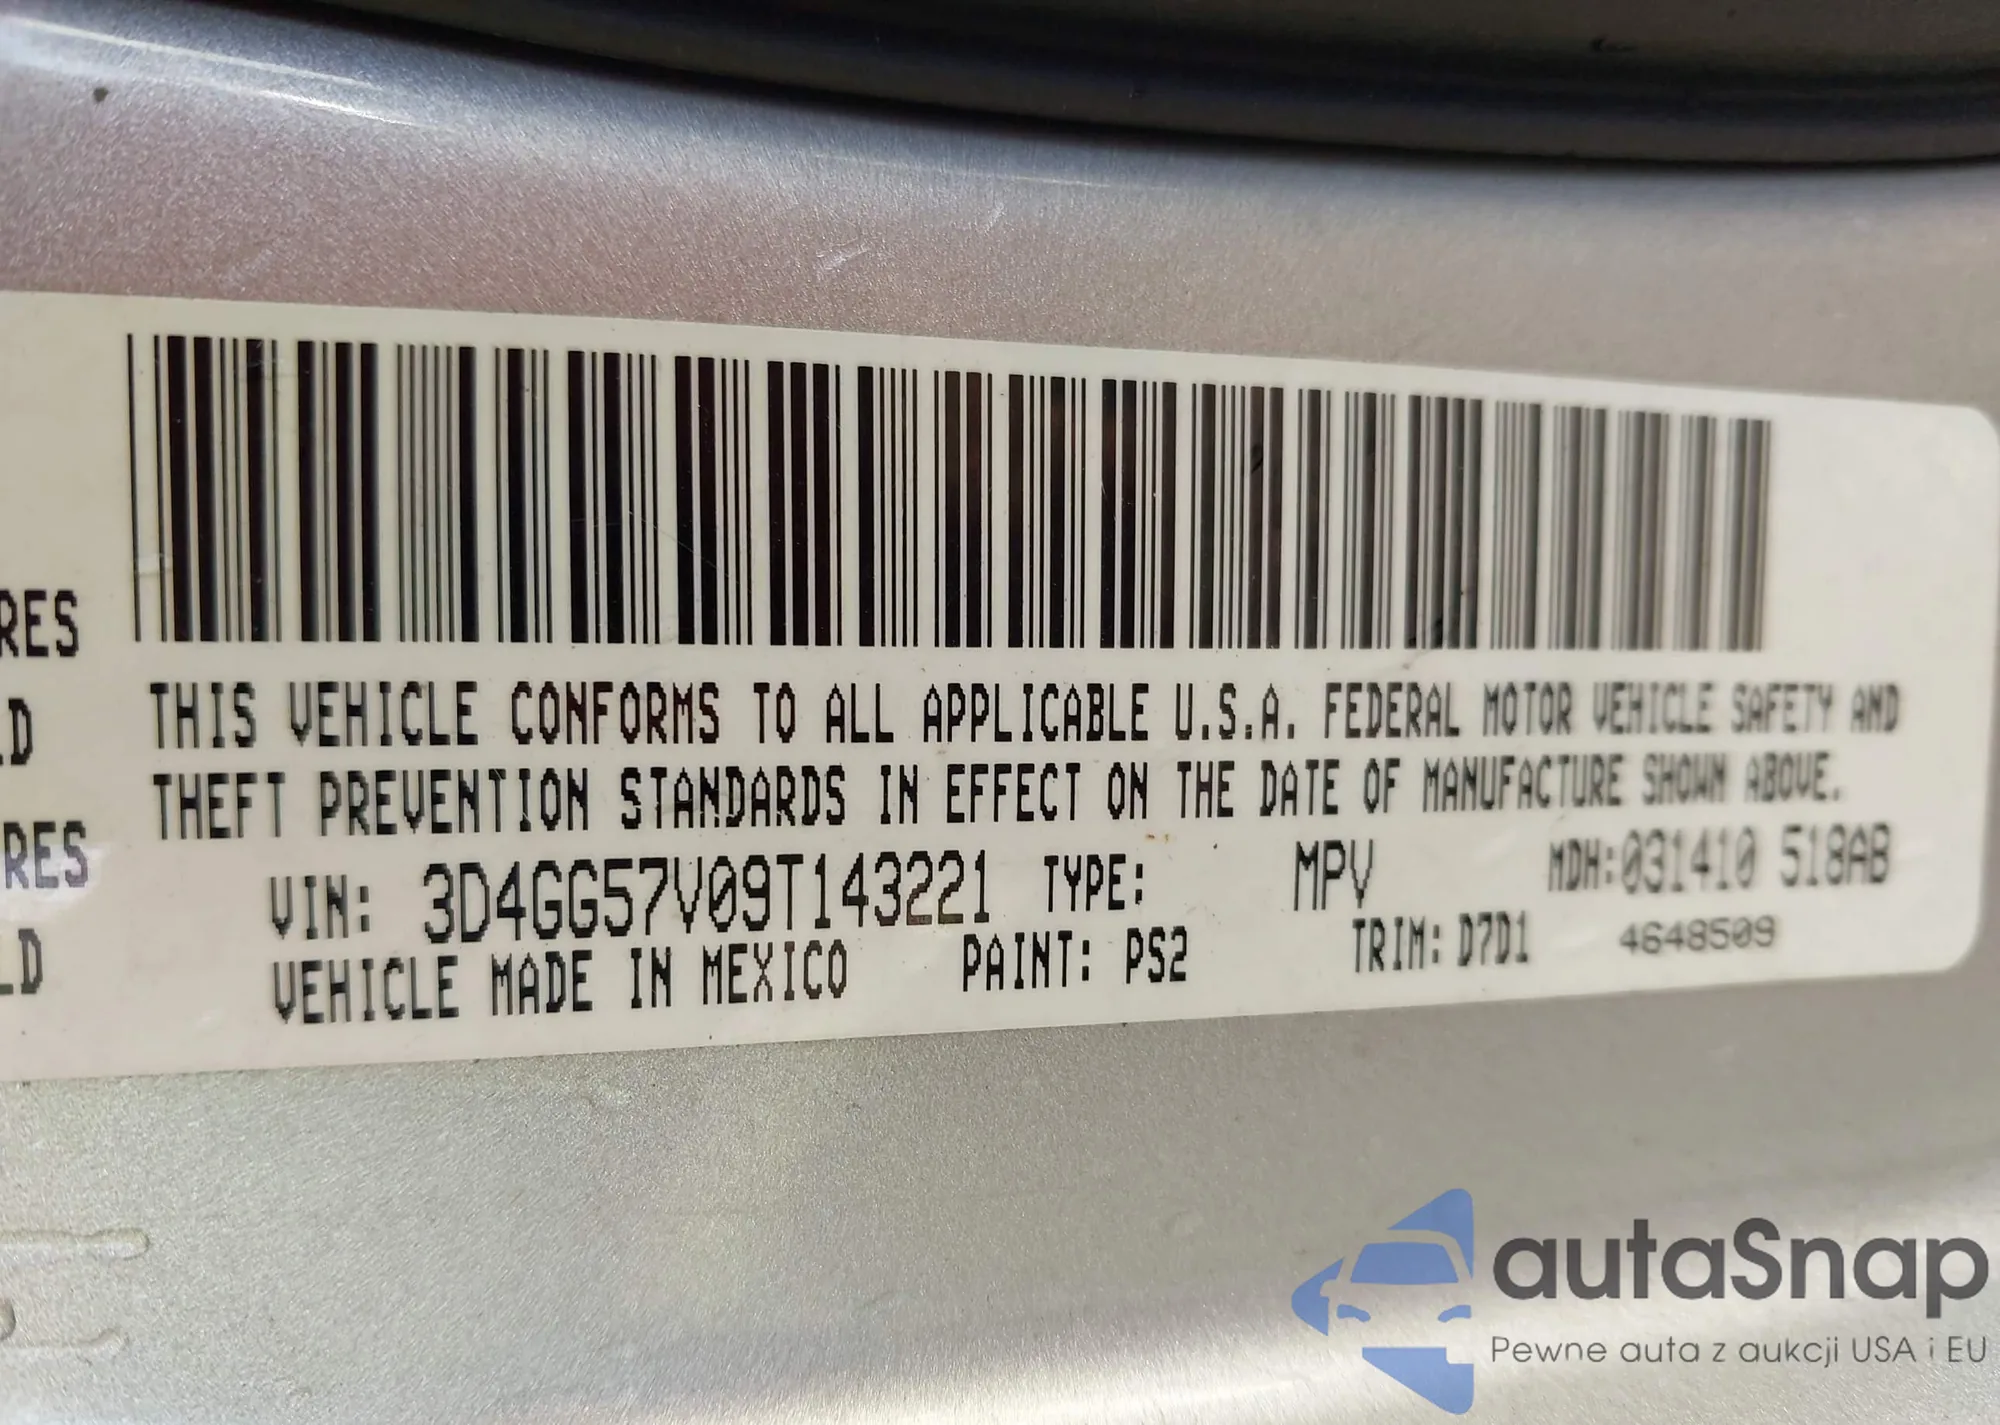 RES
LD
RES
LD
THIS VEHICLE CONFORMS TO ALL APPLICABLE U.S.A. FEDERAL MOTOR VEHICLE SAFETY AND
THEFT PREVENTION STANDARDS IN EFFECT ON THE DATE OF MANUFACTURE SHOWN ABOVE.
VIN: 3D4GG57V09T143221 TYPE: MPV MDH:031410 518AB
VEHICLE MADE IN MEXICO PAINT: PS2 TRIM: D7D1 4648509
autaSnap
Pewne auta z aukcji USA i EU